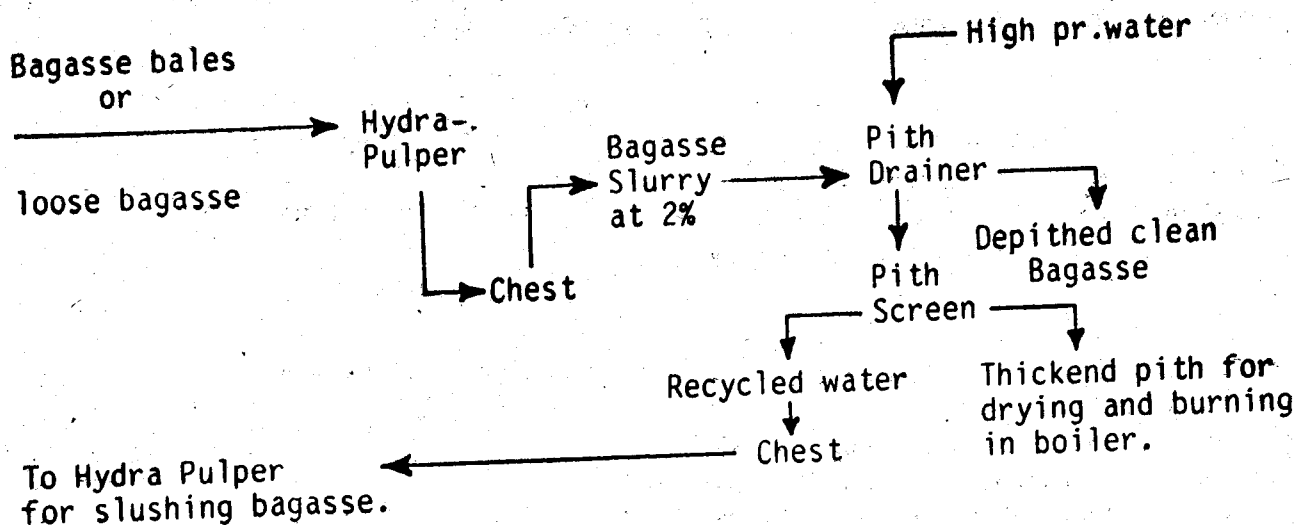 High pr.water
Bagasse bales
or
loose bagasse
Hydra-.
Pulper
Chest
Bagasse
Slurry
at 2%
Pith
Drainer
Depithed clean
Bagasse
Pith
Screen
Recycled water
Chest
Thickend pith for
drying and burning
in boiler.
To Hydra Pulper
for slushing bagasse.